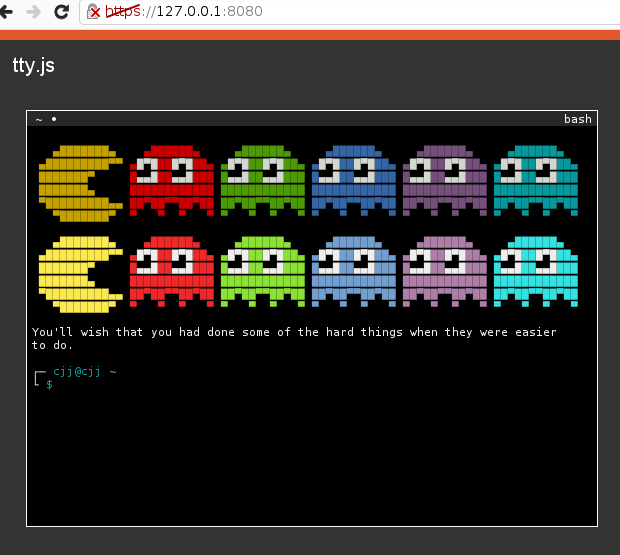 https://127.0.0.1:8080
tty.js
~ • bash
You'll wish that you had done some of the hard things when they were easier
to do.
┌─ cjj@cjj ~
└ $